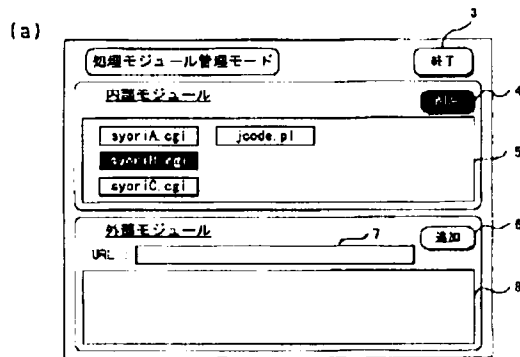 (a)
処理モジュール管理モード
終了
3
内部モジュール
4
syoriA.cgi jcode.pl
5
syoriB.cgi
syoriC.cgi
外部モジュール
追加
6
URL :
7
8